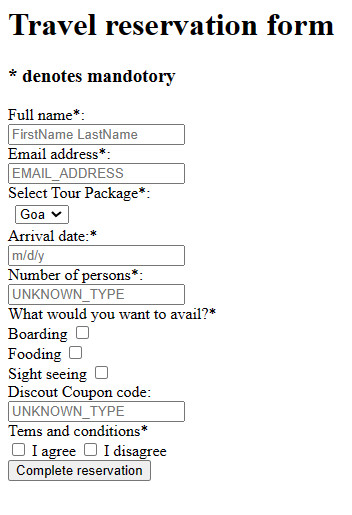 Travel reservation form
* denotes mandotory
Full name*:
FirstName LastName
Email address*:
EMAIL_ADDRESS
Select Tour Package*:
Goa
Arrival date:*
m/d/y
Number of persons*:
UNKNOWN_TYPE
What would you want to avail?*
Boarding
Fooding
Sight seeing
Discout Coupon code:
UNKNOWN_TYPE
Tems and conditions*
I agree I disagree
Complete reservation